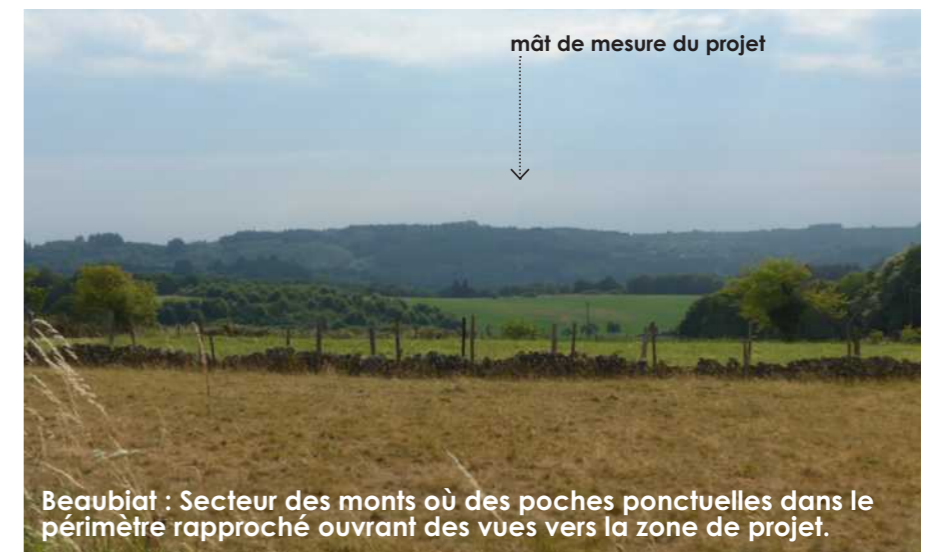 mât de mesure du projet
Beaubiat : Secteur des monts où des poches ponctuelles dans le
périmètre rapproché ouvrant des vues vers la zone de projet.